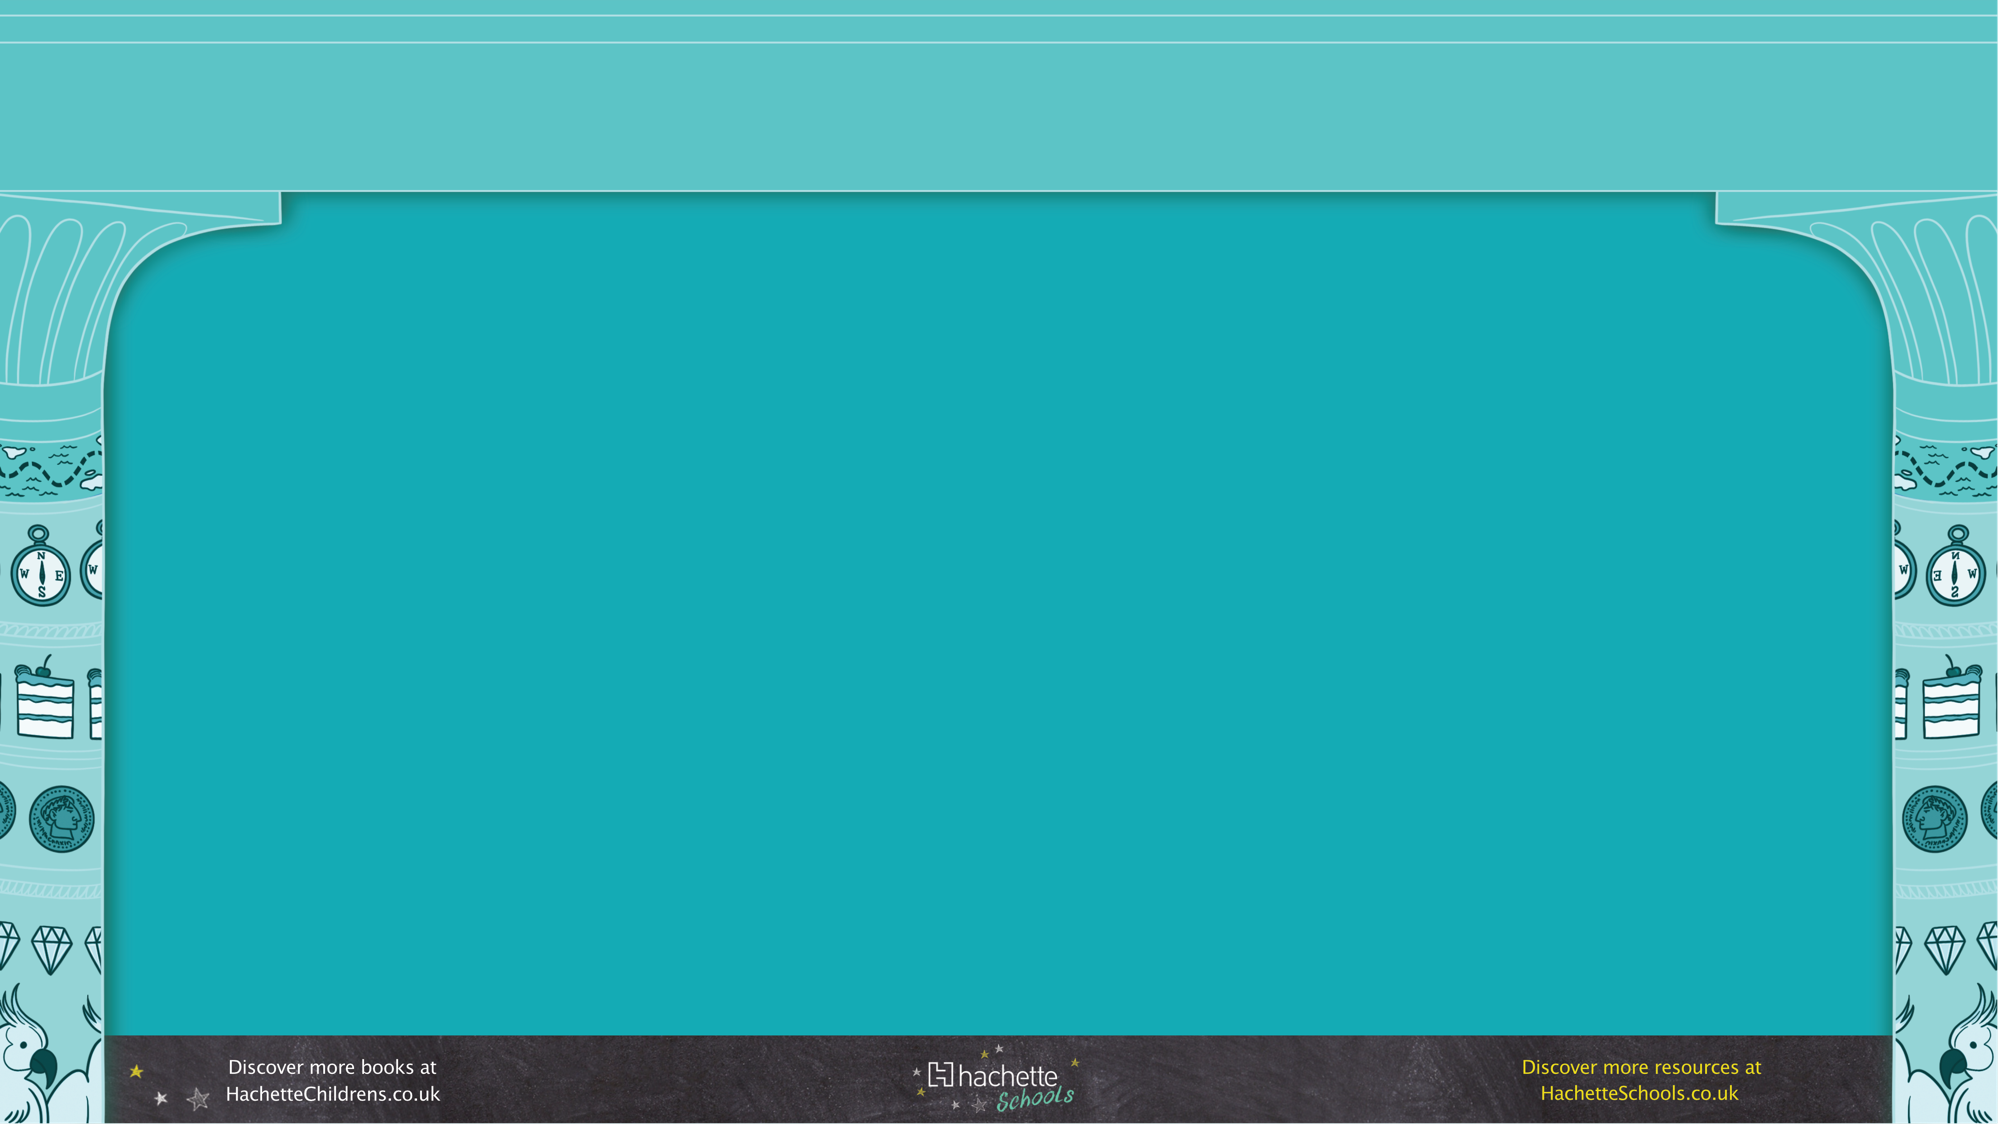 N
W E
S
W
W
N
E W
S
Discover more books at
HachetteChildrens.co.uk
hachette
Schools
Discover more resources at
HachetteSchools.co.uk